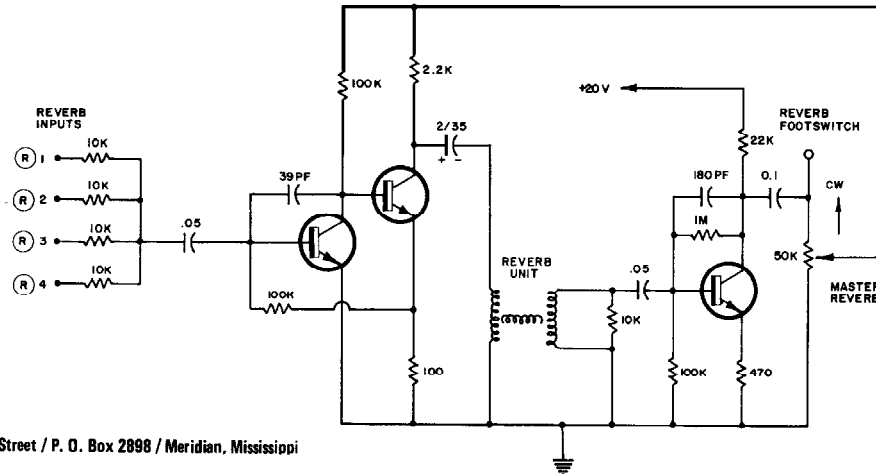 REVERB
INPUTS
R 1
R 2
R 3
R 4
10K
10K
10K
10K
.05
39PF
100K
100K
2.2K
2/35
+ -
100
REVERB
UNIT
10K
.05
+20V
22K
180PF
1M
0.1
100K
470
REVERB
FOOTSWITCH
CW
50K
MASTER
REVERB
Street / P. O. Box 2898 / Meridian, Mississippi